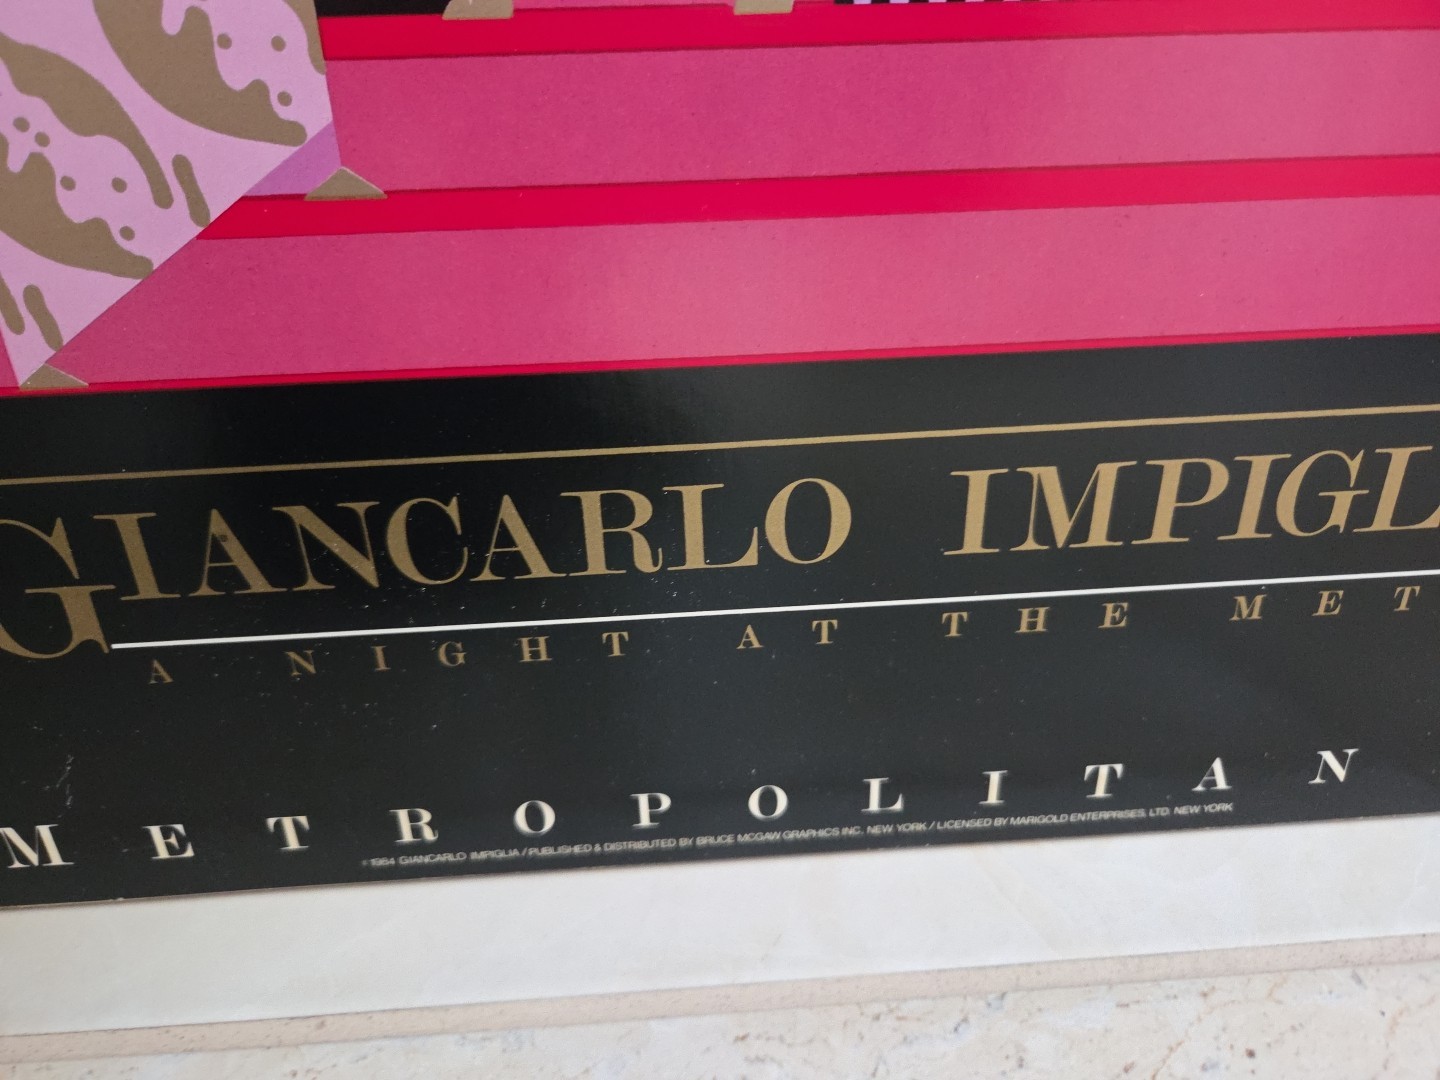 GIANCARLO IMPIGL
A NIGHT AT THE MET
METROPOLITAN
©1984 GIANCARLO IMPIGLIA / PUBLISHED & DISTRIBUTED BY BRUCE MCGAW GRAPHICS INC. NEW YORK / LICENSED BY MARIGOLD ENTERPRISES, LTD. NEW YORK